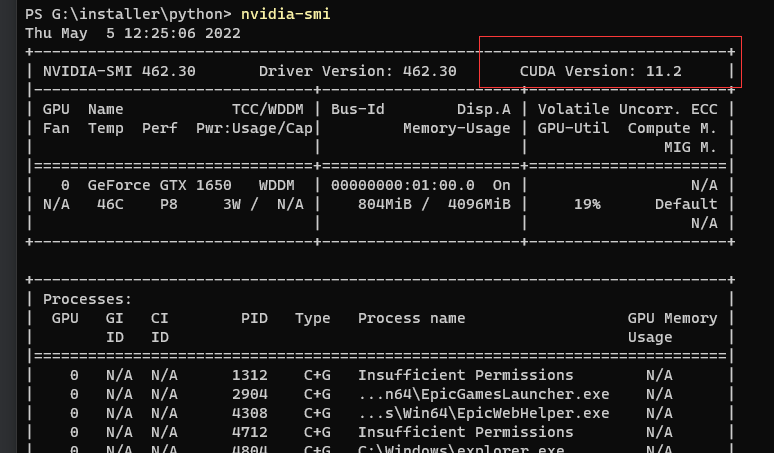 PS G:\installer\python> nvidia-smi
Thu May  5 12:25:06 2022
+-----------------------------------------------------------------------------+
| NVIDIA-SMI 462.30       Driver Version: 462.30       CUDA Version: 11.2     |
|-------------------------------+----------------------+----------------------+
| GPU  Name            TCC/WDDM | Bus-Id        Disp.A | Volatile Uncorr. ECC |
| Fan  Temp  Perf  Pwr:Usage/Cap|         Memory-Usage | GPU-Util  Compute M. |
|                               |                      |               MIG M. |
|===============================+======================+======================|
|   0  GeForce GTX 1650   WDDM  | 00000000:01:00.0  On |                  N/A |
| N/A   46C    P8     3W /  N/A |    804MiB /  4096MiB |     19%      Default |
|                               |                      |                  N/A |
+-------------------------------+----------------------+----------------------+
+-----------------------------------------------------------------------------+
| Processes:                                                                  |
|  GPU   GI   CI        PID   Type   Process name                  GPU Memory |
|        ID   ID                                                   Usage      |
|=============================================================================|
|    0   N/A  N/A      1312    C+G   Insufficient Permissions        N/A      |
|    0   N/A  N/A      2904    C+G   ...n64\EpicGamesLauncher.exe    N/A      |
|    0   N/A  N/A      4308    C+G   ...s\Win64\EpicWebHelper.exe    N/A      |
|    0   N/A  N/A      4712    C+G   Insufficient Permissions        N/A      |
|    0   N/A  N/A      4804    C+G   C:\Windows\explorer.exe         N/A      |